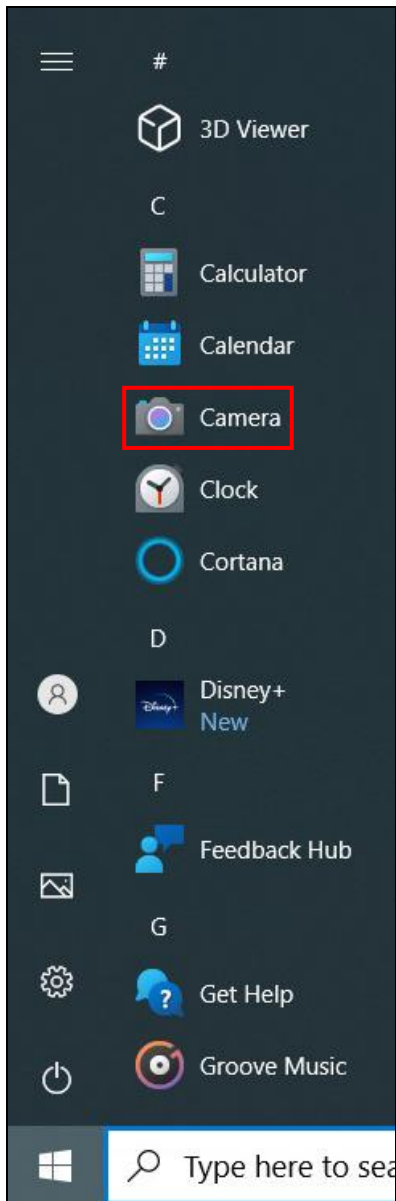 #
3D Viewer
C
Calculator
Calendar
Camera
Clock
Cortana
D
Disney+
Disney+
New
F
Feedback Hub
G
?
Get Help
Groove Music
Type here to sea